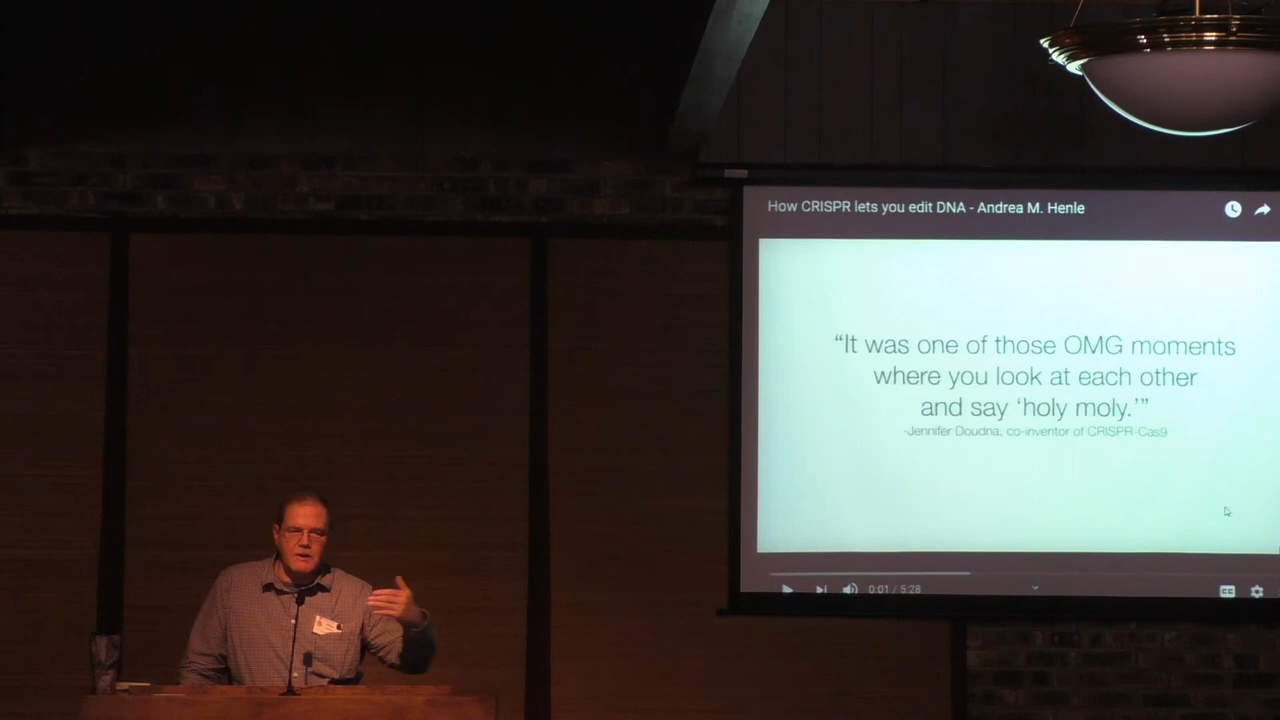 How CRISPR lets you edit DNA - Andrea M. Henle
“It was one of those OMG moments
where you look at each other
and say ‘holy moly.’”
-Jennifer Doudna, co-inventor of CRISPR-Cas9
0:01 / 5:28
CC